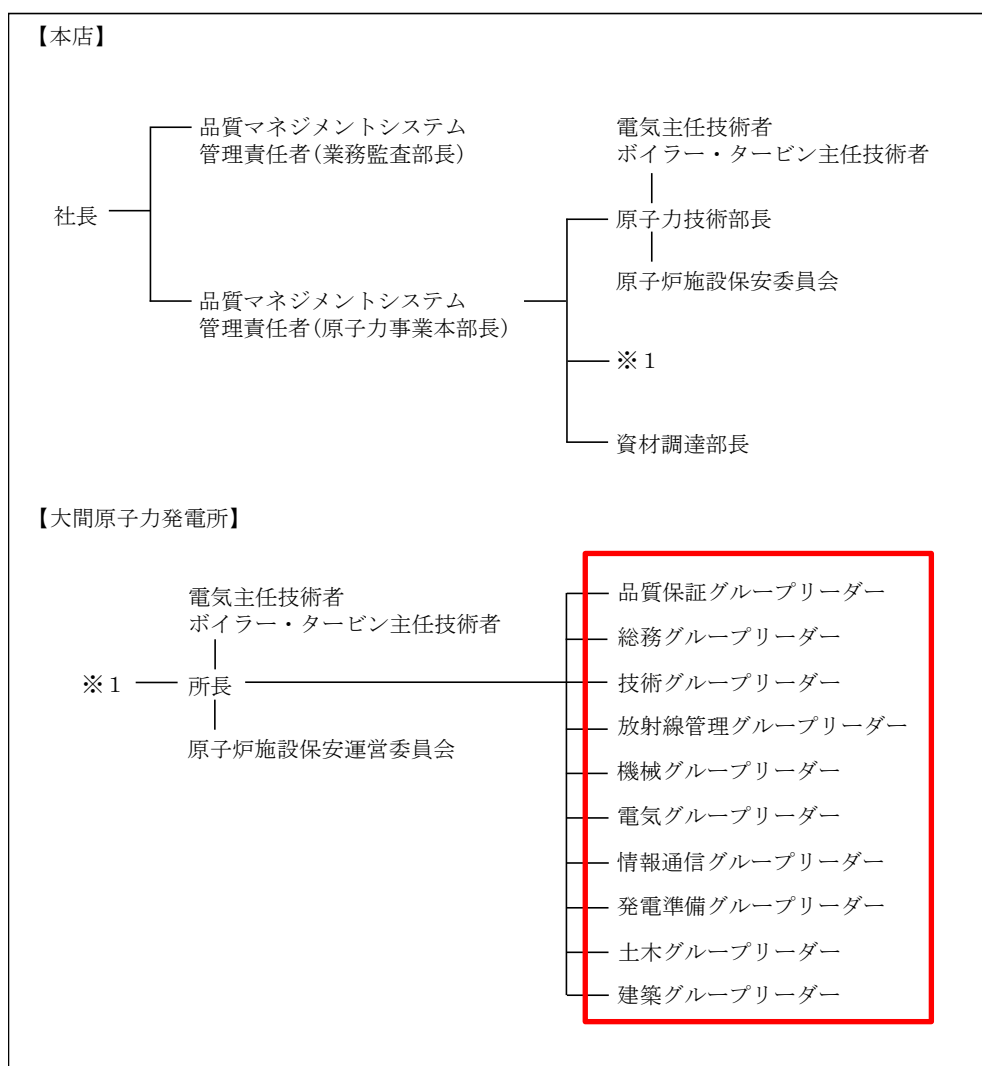 【本店】
品質マネジメントシステム
管理責任者(業務監査部長)
電気主任技術者
ボイラー・タービン主任技術者
社長
原子力技術部長
原子炉施設保安委員会
品質マネジメントシステム
管理責任者(原子力事業本部長)
※1
資材調達部長
【大間原子力発電所】
電気主任技術者
ボイラー・タービン主任技術者
※1
所長
原子炉施設保安運営委員会
品質保証グループリーダー
総務グループリーダー
技術グループリーダー
放射線管理グループリーダー
機械グループリーダー
電気グループリーダー
情報通信グループリーダー
発電準備グループリーダー
土木グループリーダー
建築グループリーダー